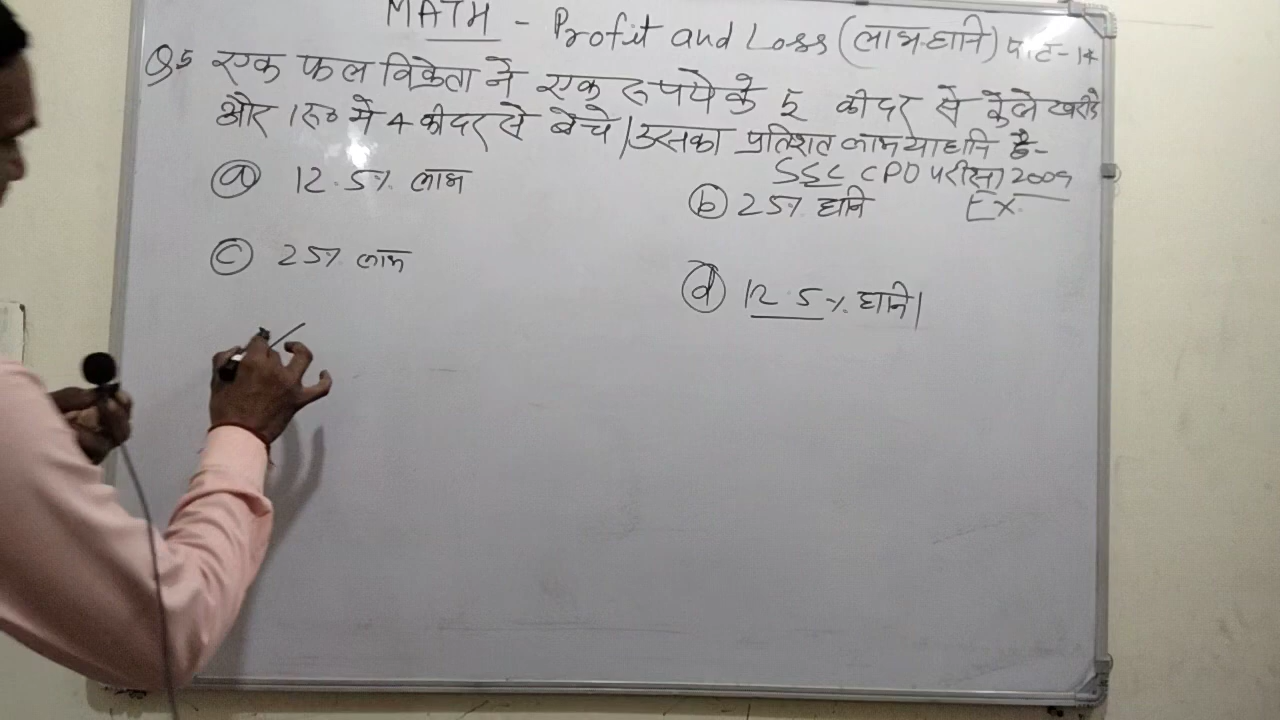 MATH - Profit and Loss (लाभ-हानि) पार्ट-14
Q5 एक फल विक्रेता ने एक रूपये के 5 की दर से केले खरीदे
और 1रू० में 4 की दर से बेचे | उसका प्रतिशत लाभ या हानि है-
SSC CPO परीक्षा 2009
(a) 12.5% लाभ
(b) 25% हानि
Ex.
(c) 25% लाभ
(d) 12.5% हानि |